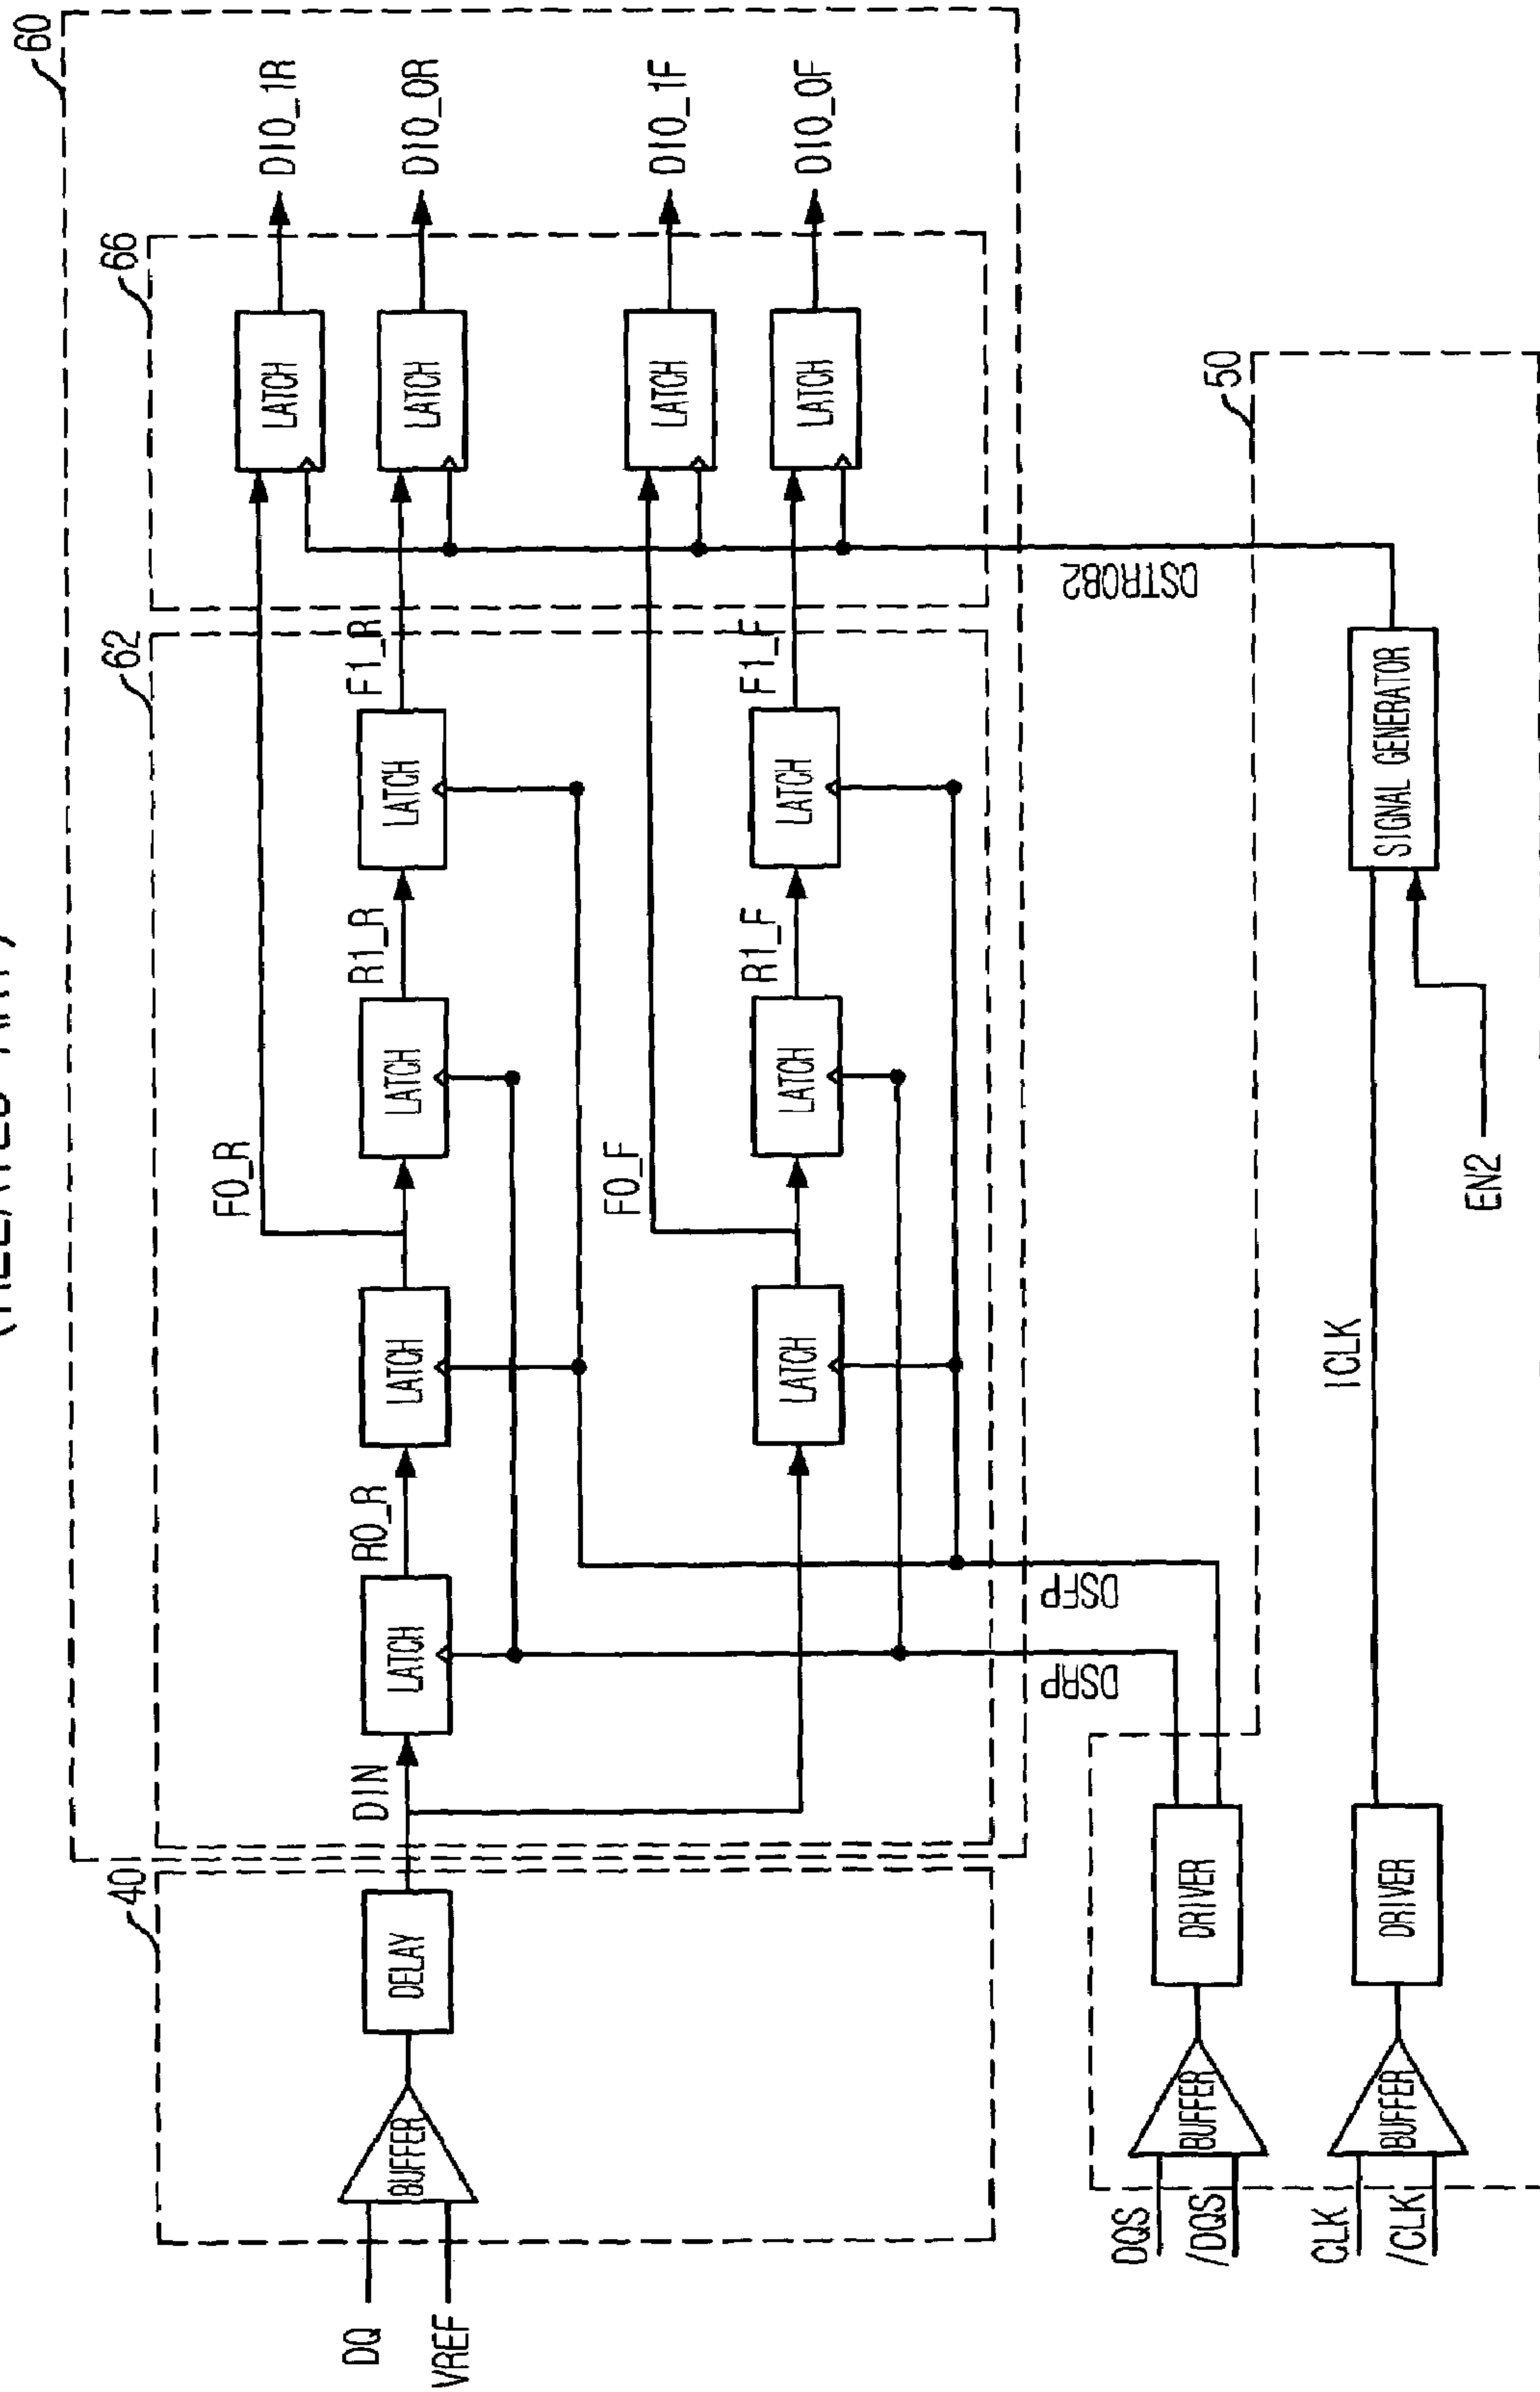 (RELATED ART)
60
62
66
40
50
DQ
VREF
BUFFER
DELAY
DIN
LATCH
R0_R
LATCH
F0_R
LATCH
R1_R
LATCH
F1_R
LATCH
DIO_1R
LATCH
DIO_0R
LATCH
F0_F
LATCH
R1_F
LATCH
F1_F
LATCH
DIO_1F
LATCH
DIO_0F
DSRP
DSFP
DSTROB2
DQS
/DQS
BUFFER
DRIVER
CLK
/CLK
BUFFER
DRIVER
ICLK
EN2
SIGNAL GENERATOR